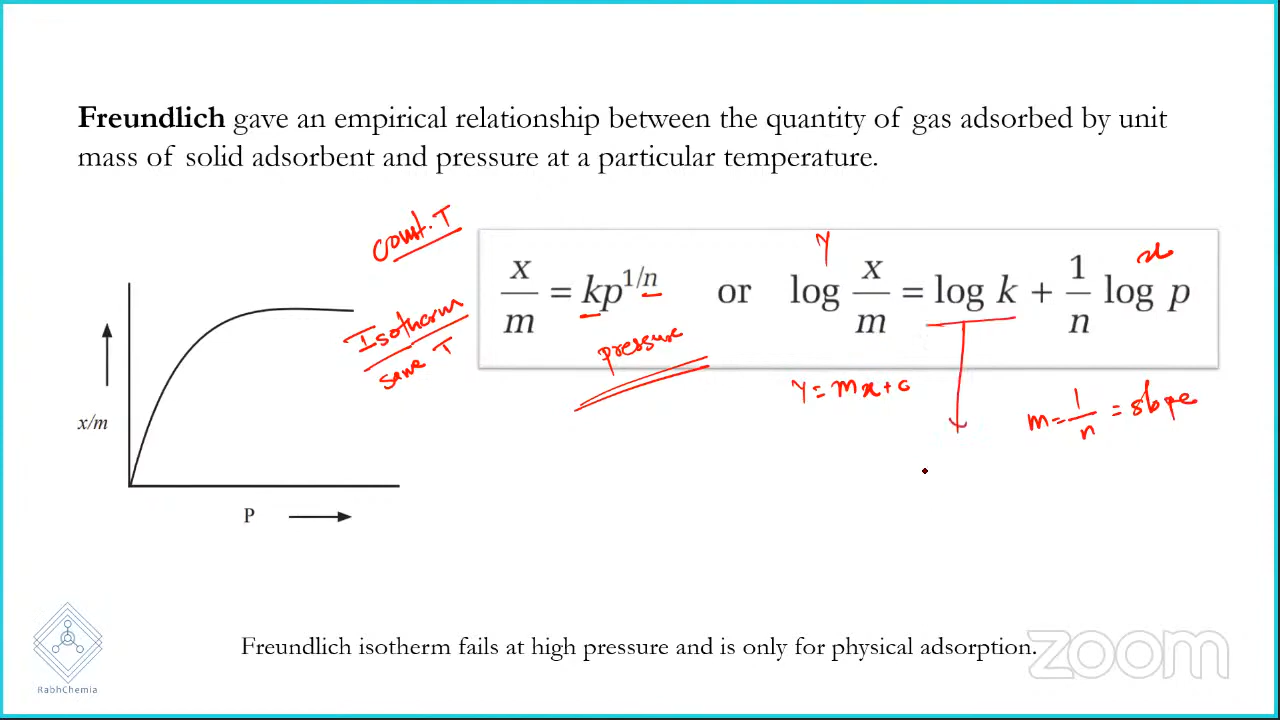 Freundlich gave an empirical relationship between the quantity of gas adsorbed by unit
mass of solid adsorbent and pressure at a particular temperature.
Const. T
Isotherm
same T
x/m
P
x/m = kp^1/n or log x/m = log k + 1/n log p
Y
x
pressure
Y = mx + c
m = 1/n = slope
Freundlich isotherm fails at high pressure and is only for physical adsorption.
RabhChemia
zoom